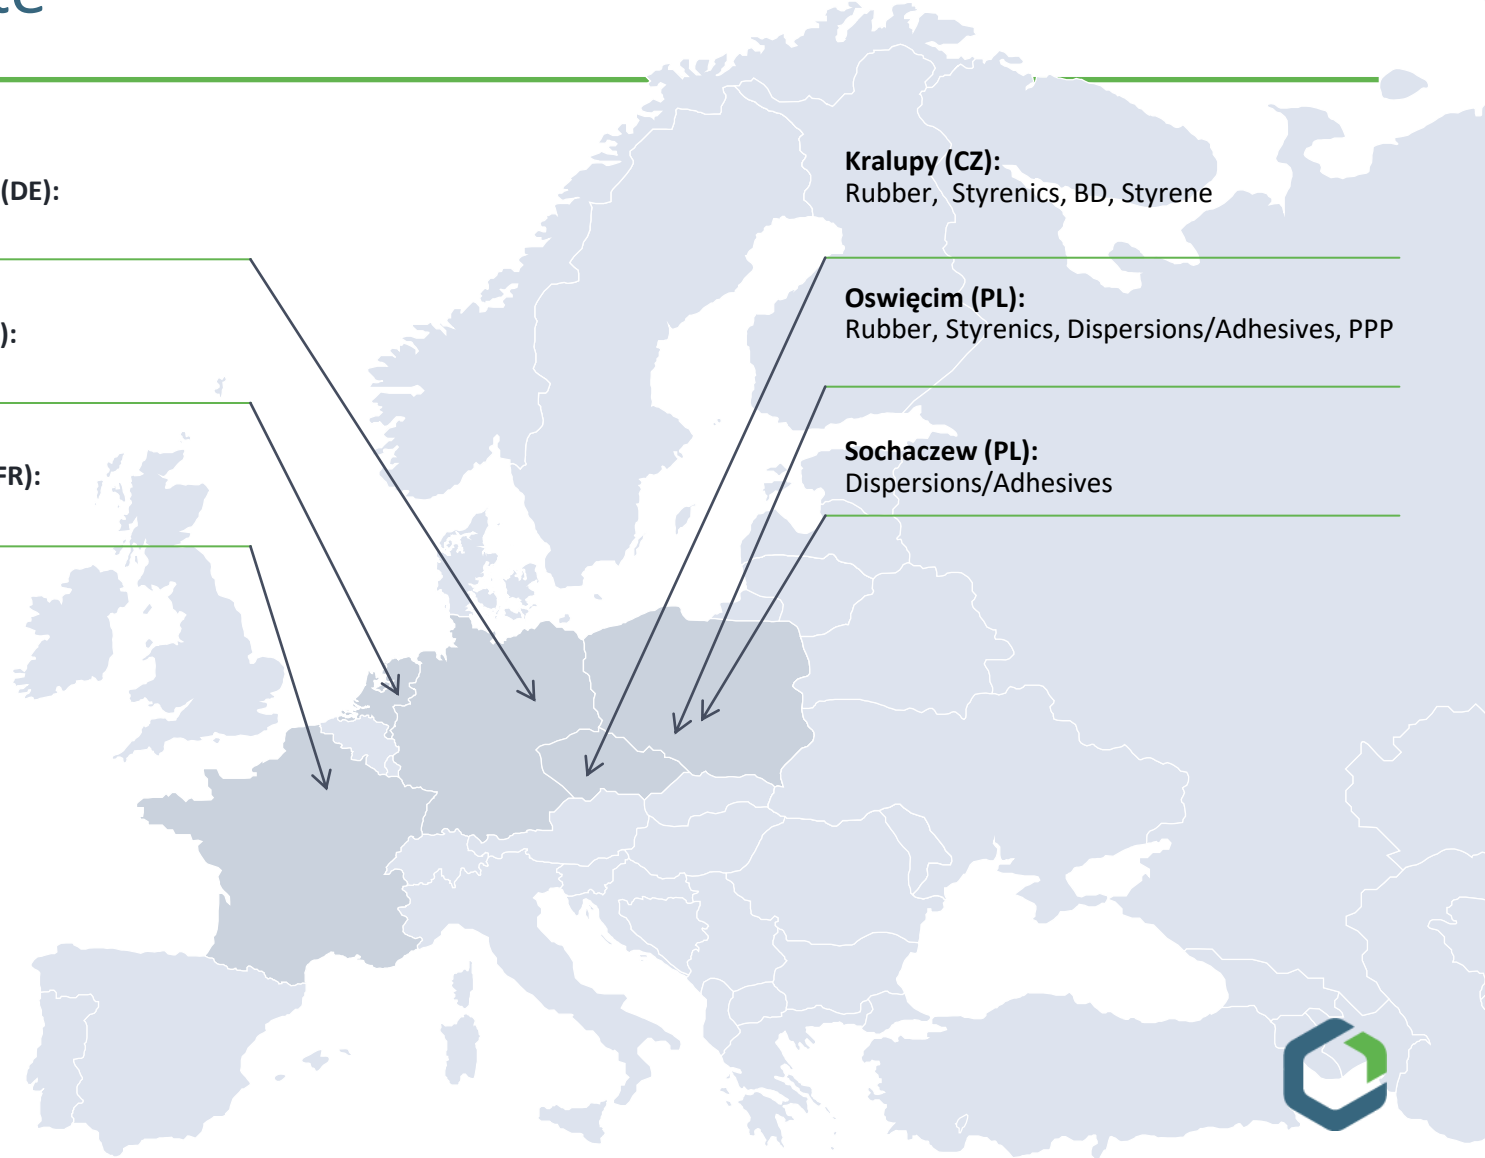 (DE):
):
FR):
Kralupy (CZ):
Rubber, Styrenics, BD, Styrene
Oswięcim (PL):
Rubber, Styrenics, Dispersions/Adhesives, PPP
Sochaczew (PL):
Dispersions/Adhesives